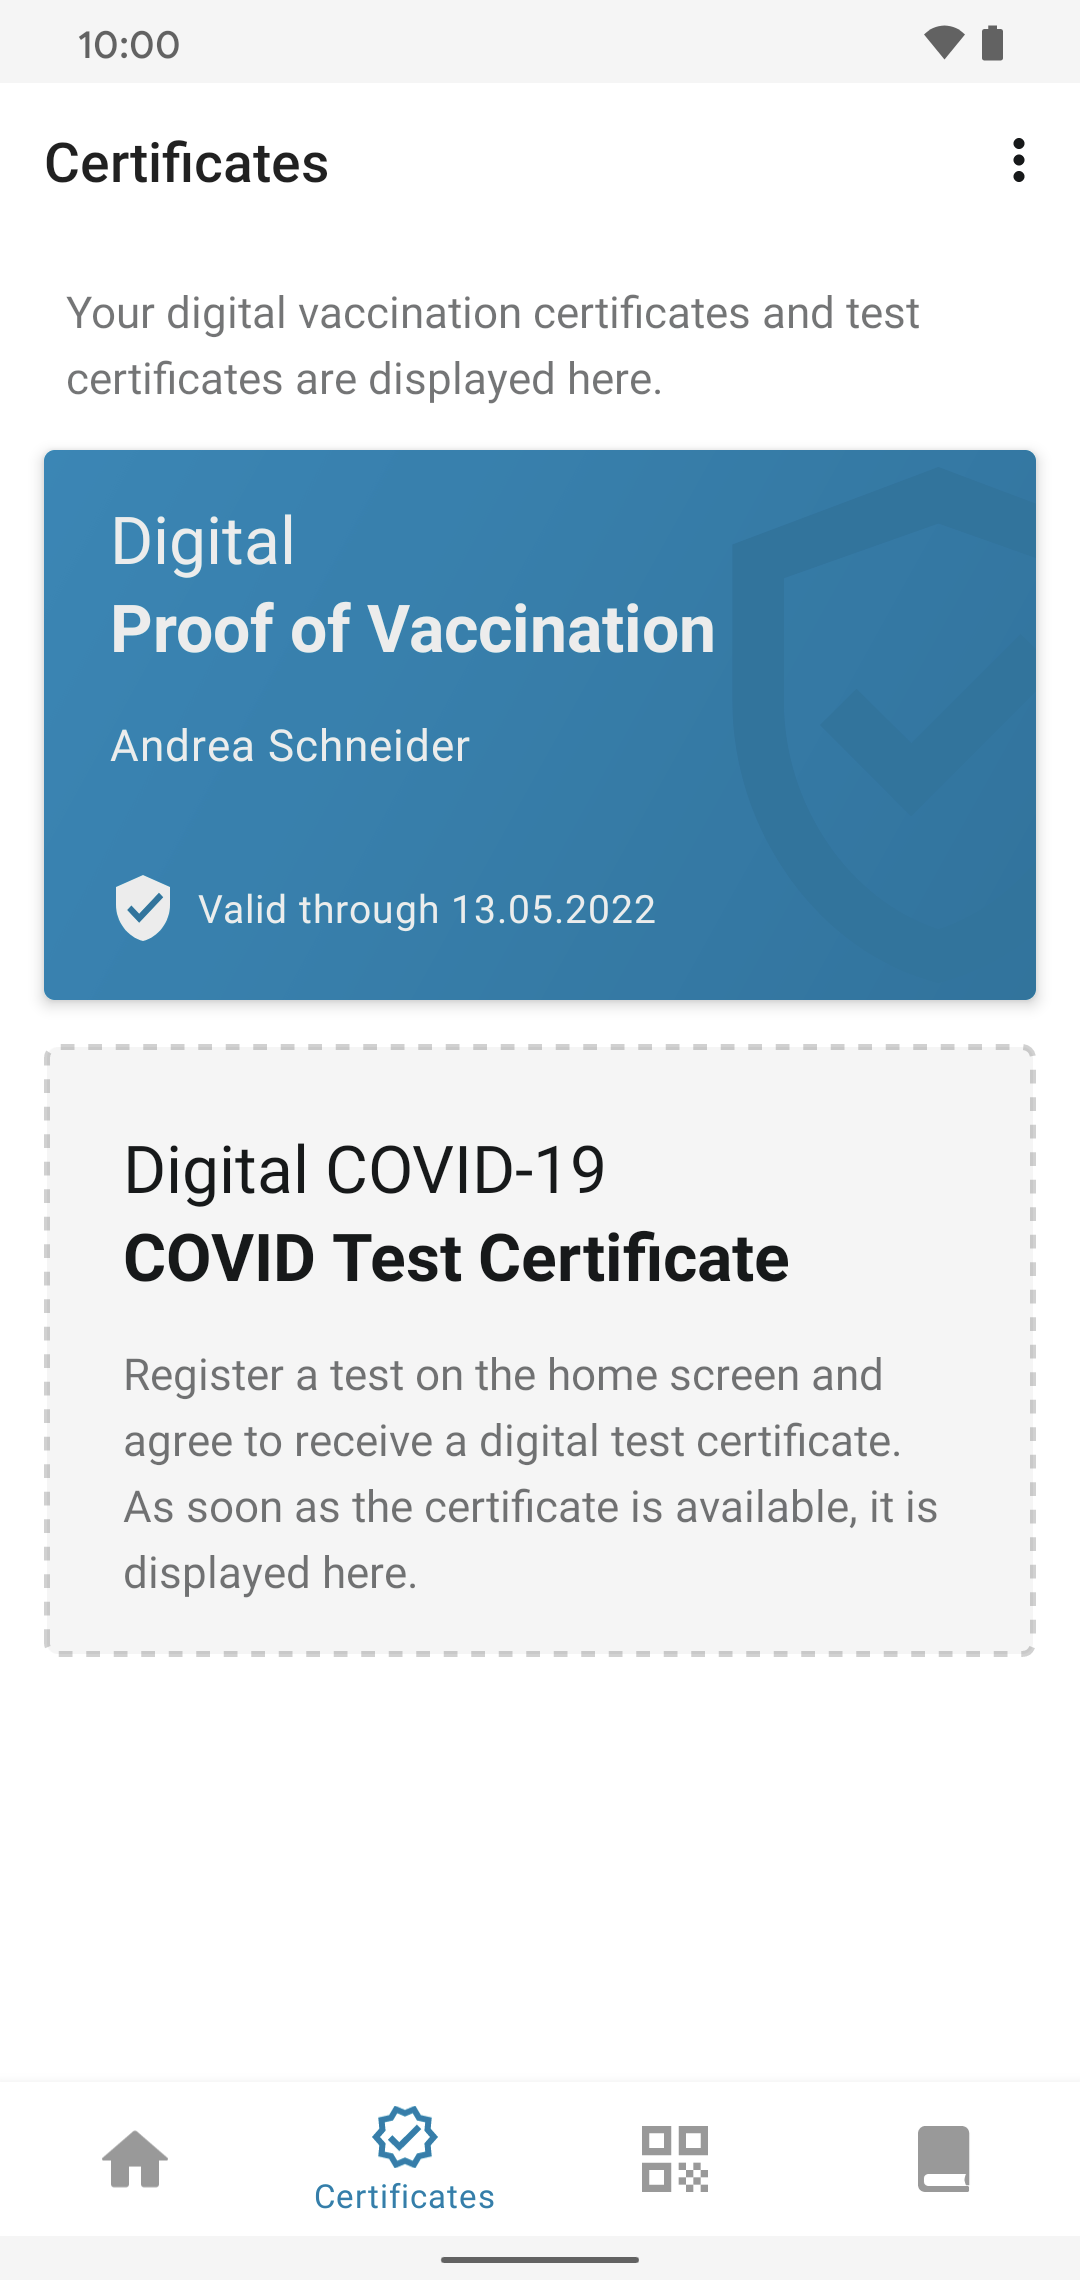 10:00
Certificates
Your digital vaccination certificates and test
certificates are displayed here.
Digital
Proof of Vaccination
Andrea Schneider
Valid through 13.05.2022
Digital COVID-19
COVID Test Certificate
Register a test on the home screen and
agree to receive a digital test certificate.
As soon as the certificate is available, it is
displayed here.
Certificates